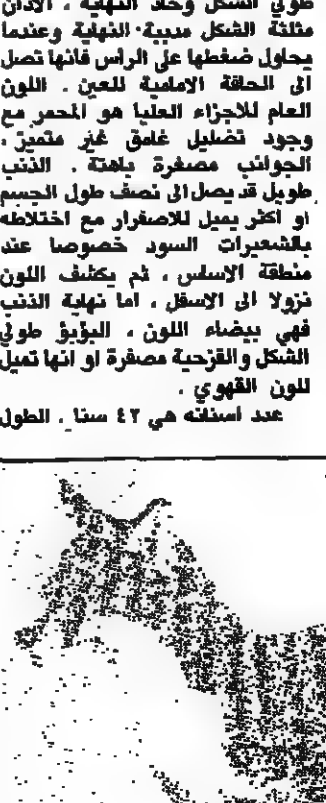 طولي الشكل وحاد النهاية . الاذان
مثلثة الشكل مدببة النهاية وعندما
يحاول ضغطها على الراس فانها تصل
الى الحافة الامامية للعين . اللون
العام للاجزاء العليا هو المحمر مع
وجود تضليل غامق غير متميز .
الجوانب مصفرة باهتة . الذنب
طويل قد يصل الى نصف طول الجسم
او اكثر يميل للاصفرار مع اختلاطه
بالشعيرات السود خصوصا عند
منطقة الاساس ، ثم يكشف اللون
نزولا الى الاسفل ، اما نهاية الذنب
فهي بيضاء اللون ، البؤبؤ طولي
الشكل والقزحية مصفرة او انها تميل
للون القهوي .
عدد اسنانه هي ٤٢ سنا . الطول